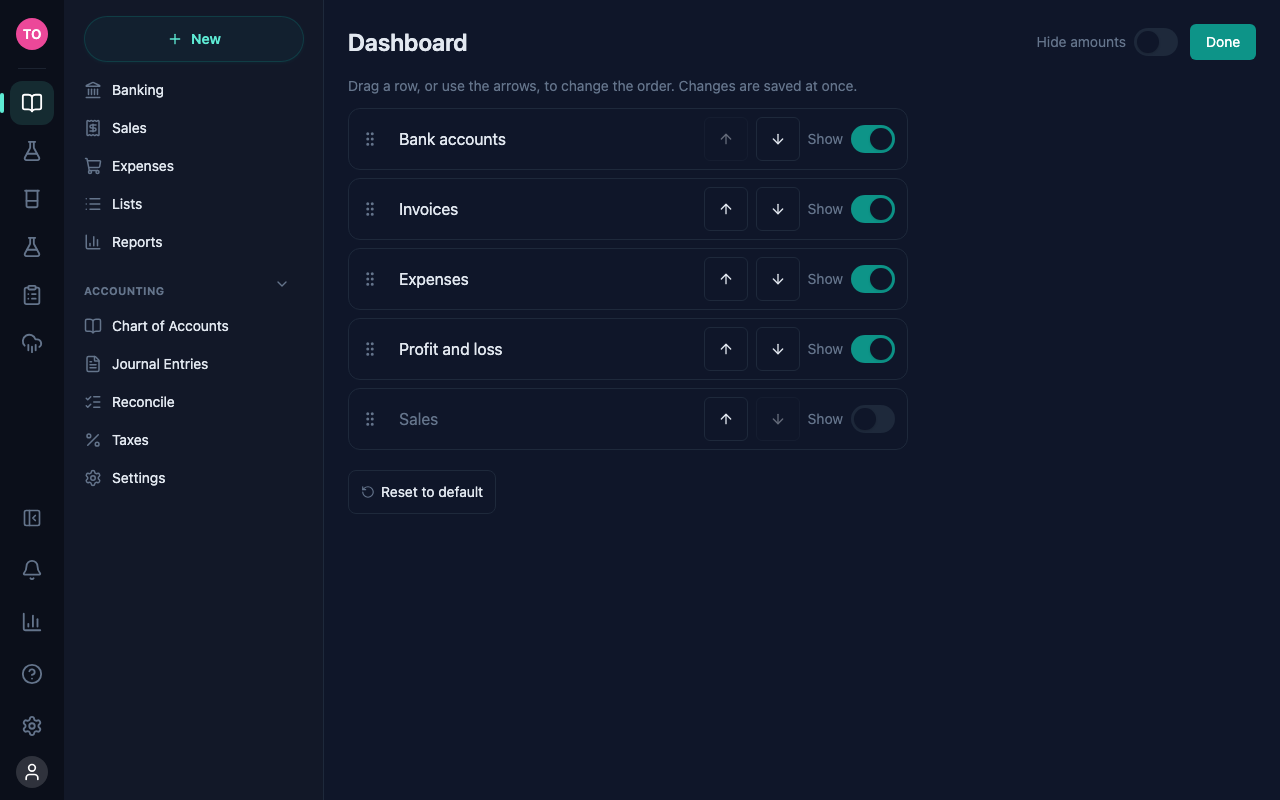 TO
New
Banking
Sales
Expenses
Lists
Reports
ACCOUNTING
Chart of Accounts
Journal Entries
Reconcile
Taxes
Settings
Dashboard
Hide amounts
Done
Drag a row, or use the arrows, to change the order. Changes are saved at once.
Bank accounts Show
Invoices Show
Expenses Show
Profit and loss Show
Sales Show
Reset to default